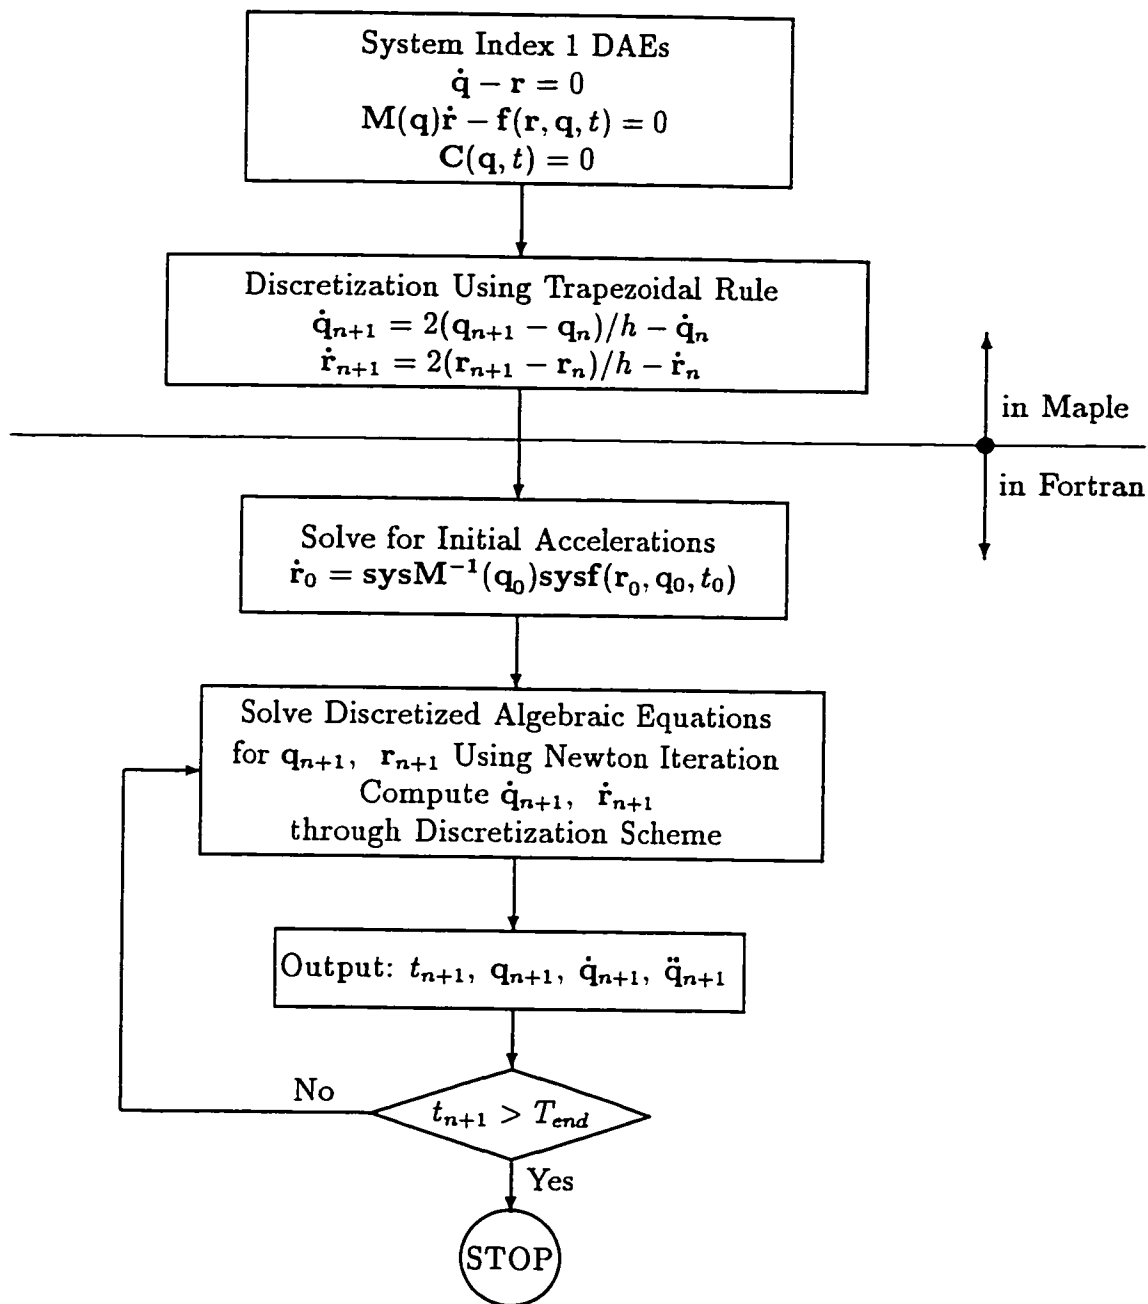 System Index 1 DAEs
q̇ − r = 0
M(q)ṙ − f(r, q, t) = 0
C(q, t) = 0
Discretization Using Trapezoidal Rule
q̇ₙ₊₁ = 2(qₙ₊₁ − qₙ)/h − q̇ₙ
ṙₙ₊₁ = 2(rₙ₊₁ − rₙ)/h − ṙₙ
in Maple
in Fortran
Solve for Initial Accelerations
ṙ₀ = sysM⁻¹(q₀)sysf(r₀, q₀, t₀)
Solve Discretized Algebraic Equations
for qₙ₊₁, rₙ₊₁ Using Newton Iteration
Compute q̇ₙ₊₁, ṙₙ₊₁
through Discretization Scheme
Output: tₙ₊₁, qₙ₊₁, q̇ₙ₊₁, q̈ₙ₊₁
No
tₙ₊₁ > T_end
Yes
STOP